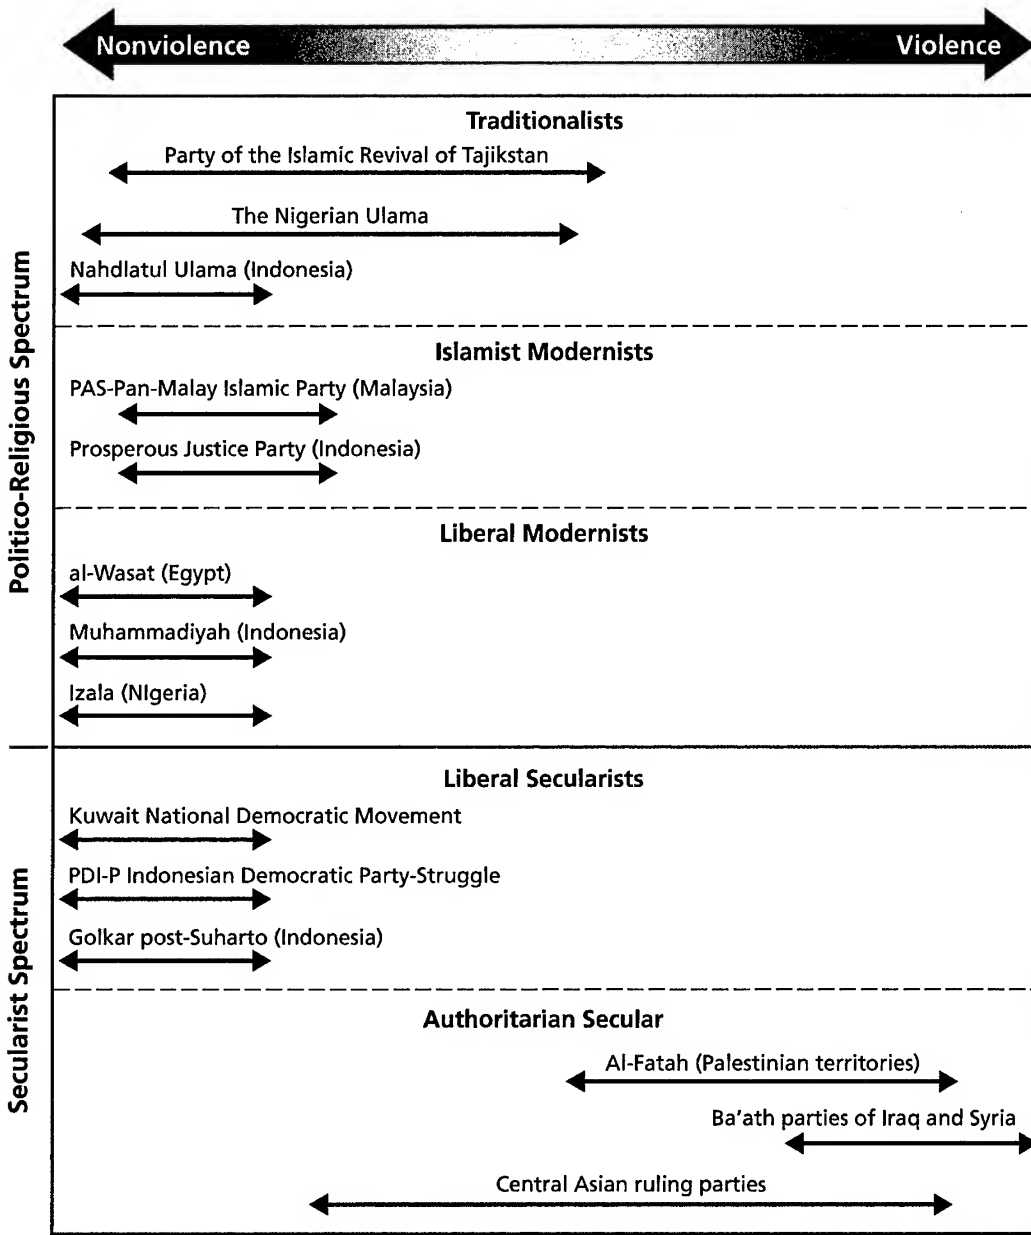 Nonviolence Violence
Politico-Religious Spectrum
Traditionalists
Party of the Islamic Revival of Tajikstan
The Nigerian Ulama
Nahdlatul Ulama (Indonesia)
Islamist Modernists
PAS-Pan-Malay Islamic Party (Malaysia)
Prosperous Justice Party (Indonesia)
Liberal Modernists
al-Wasat (Egypt)
Muhammadiyah (Indonesia)
Izala (NIgeria)
Secularist Spectrum
Liberal Secularists
Kuwait National Democratic Movement
PDI-P Indonesian Democratic Party-Struggle
Golkar post-Suharto (Indonesia)
Authoritarian Secular
Al-Fatah (Palestinian territories)
Ba'ath parties of Iraq and Syria
Central Asian ruling parties